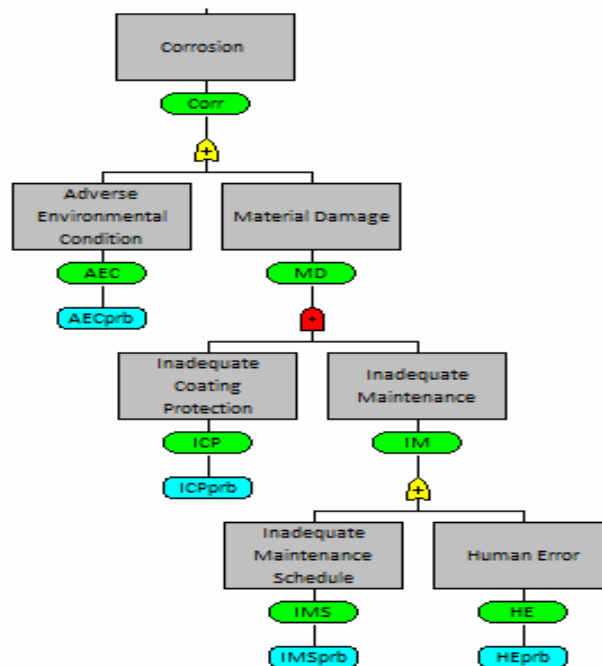 Corrosion
Corr
+
Adverse
Environmental
Condition
Material Damage
AEC
MD
AECprb
Inadequate
Coating
Protection
Inadequate
Maintenance
ICP
IM
ICPprb
+
Inadequate
Maintenance
Schedule
Human Error
IMS
HE
IMSprb
HEprb